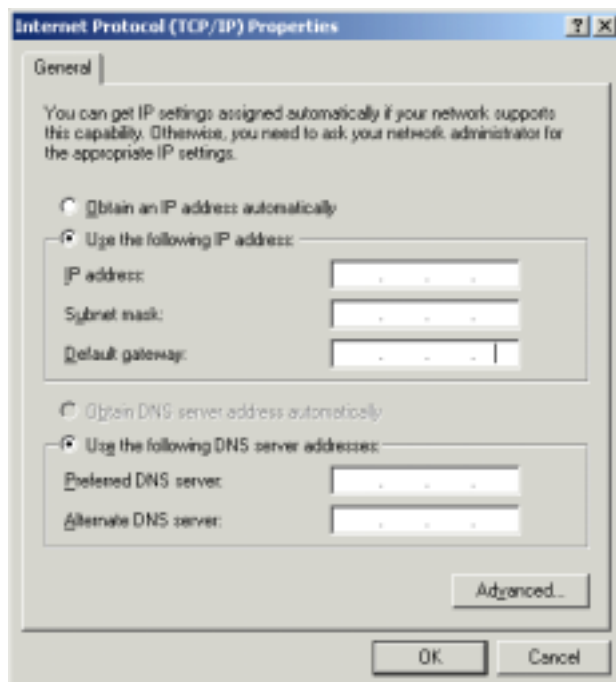 Internet Protocol (TCP/IP) Properties
General
You can get IP settings assigned automatically if your network supports
this capability. Otherwise, you need to ask your network administrator for
the appropriate IP settings.
Obtain an IP address automatically
Use the following IP address:
IP address:
Subnet mask:
Default gateway:
Obtain DNS server address automatically
Use the following DNS server addresses:
Preferred DNS server:
Alternate DNS server:
Advanced...
OK
Cancel